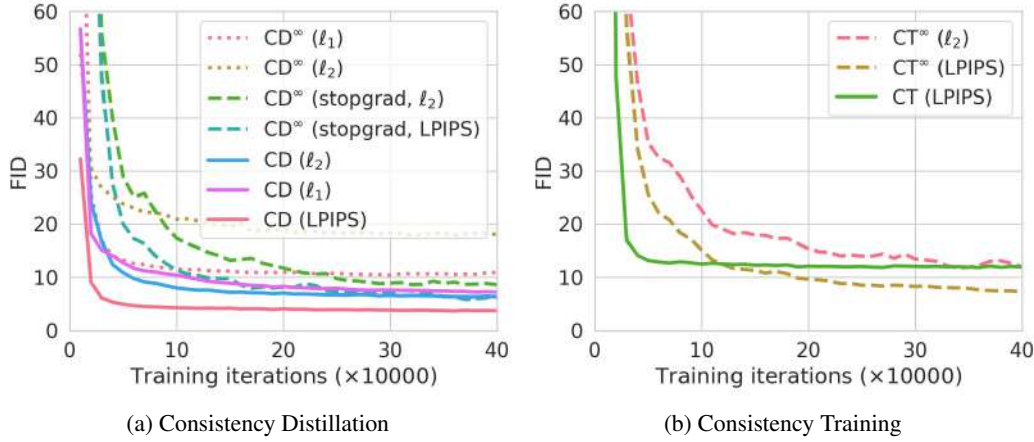 60
50
40
30
20
10
0
FID
CD∞ (ℓ1)
CD∞ (ℓ2)
CD∞ (stopgrad, ℓ2)
CD∞ (stopgrad, LPIPS)
CD (ℓ2)
CD (ℓ1)
CD (LPIPS)
0 10 20 30 40
Training iterations (×10000)
(a) Consistency Distillation
60
50
40
30
20
10
0
FID
CT∞ (ℓ2)
CT∞ (LPIPS)
CT (LPIPS)
0 10 20 30 40
Training iterations (×10000)
(b) Consistency Training